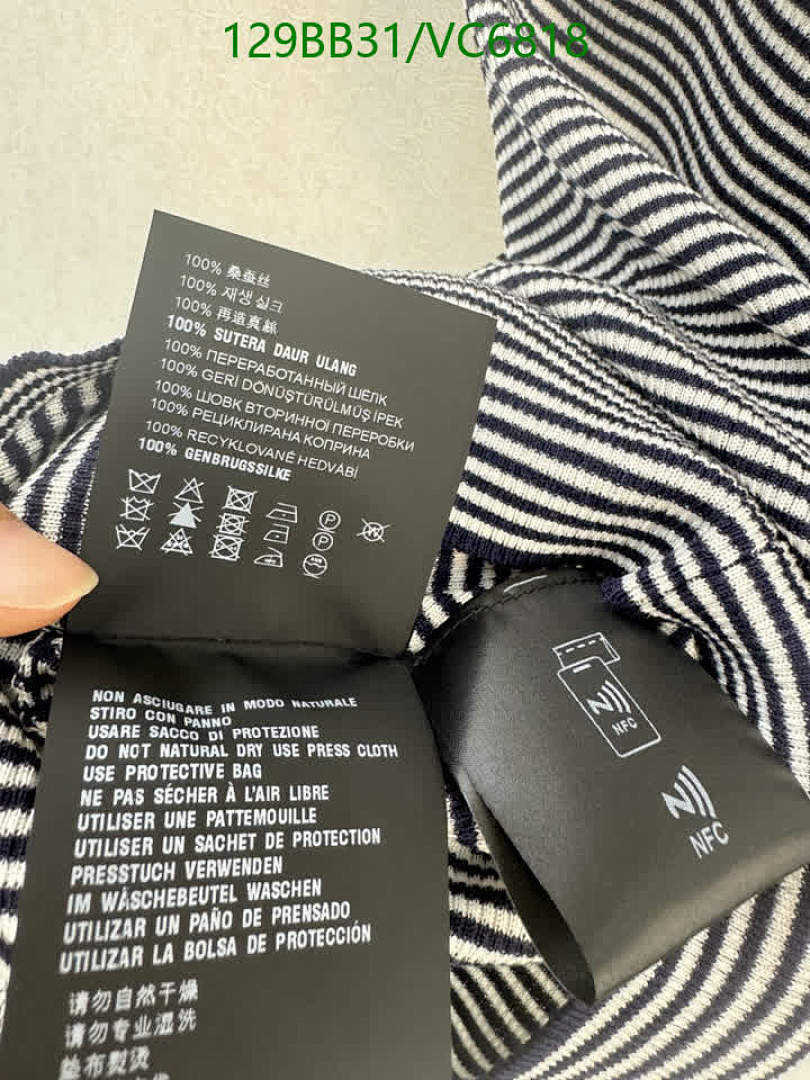 129BB31/VC6818
100% 桑蚕丝
100% 재생 실크
100% 再造真絲
100% SUTERA DAUR ULANG
100% ПЕРЕРАБОТАННЫЙ ШЁЛК
100% GERİ DÖNÜŞTÜRÜLMÜŞ İPEK
100% ШОВК ВТОРИННОЇ ПЕРЕРОБКИ
100% РЕЦИКЛИРАНА КОПРИНА
100% RECYKLOVANÉ HEDVÁBÍ
100% GENBRUGSSILKE
P
P
NON ASCIUGARE IN MODO NATURALE
STIRO CON PANNO
USARE SACCO DI PROTEZIONE
DO NOT NATURAL DRY USE PRESS CLOTH
USE PROTECTIVE BAG
NE PAS SÉCHER À L'AIR LIBRE
UTILISER UNE PATTEMOUILLE
UTILISER UN SACHET DE PROTECTION
PRESSTUCH VERWENDEN
IM WÄSCHEBEUTEL WASCHEN
UTILIZAR UN PAÑO DE PRENSADO
UTILIZAR LA BOLSA DE PROTECCIÓN
请勿自然干燥
请勿专业湿洗
垫布熨烫
NFC
NFC